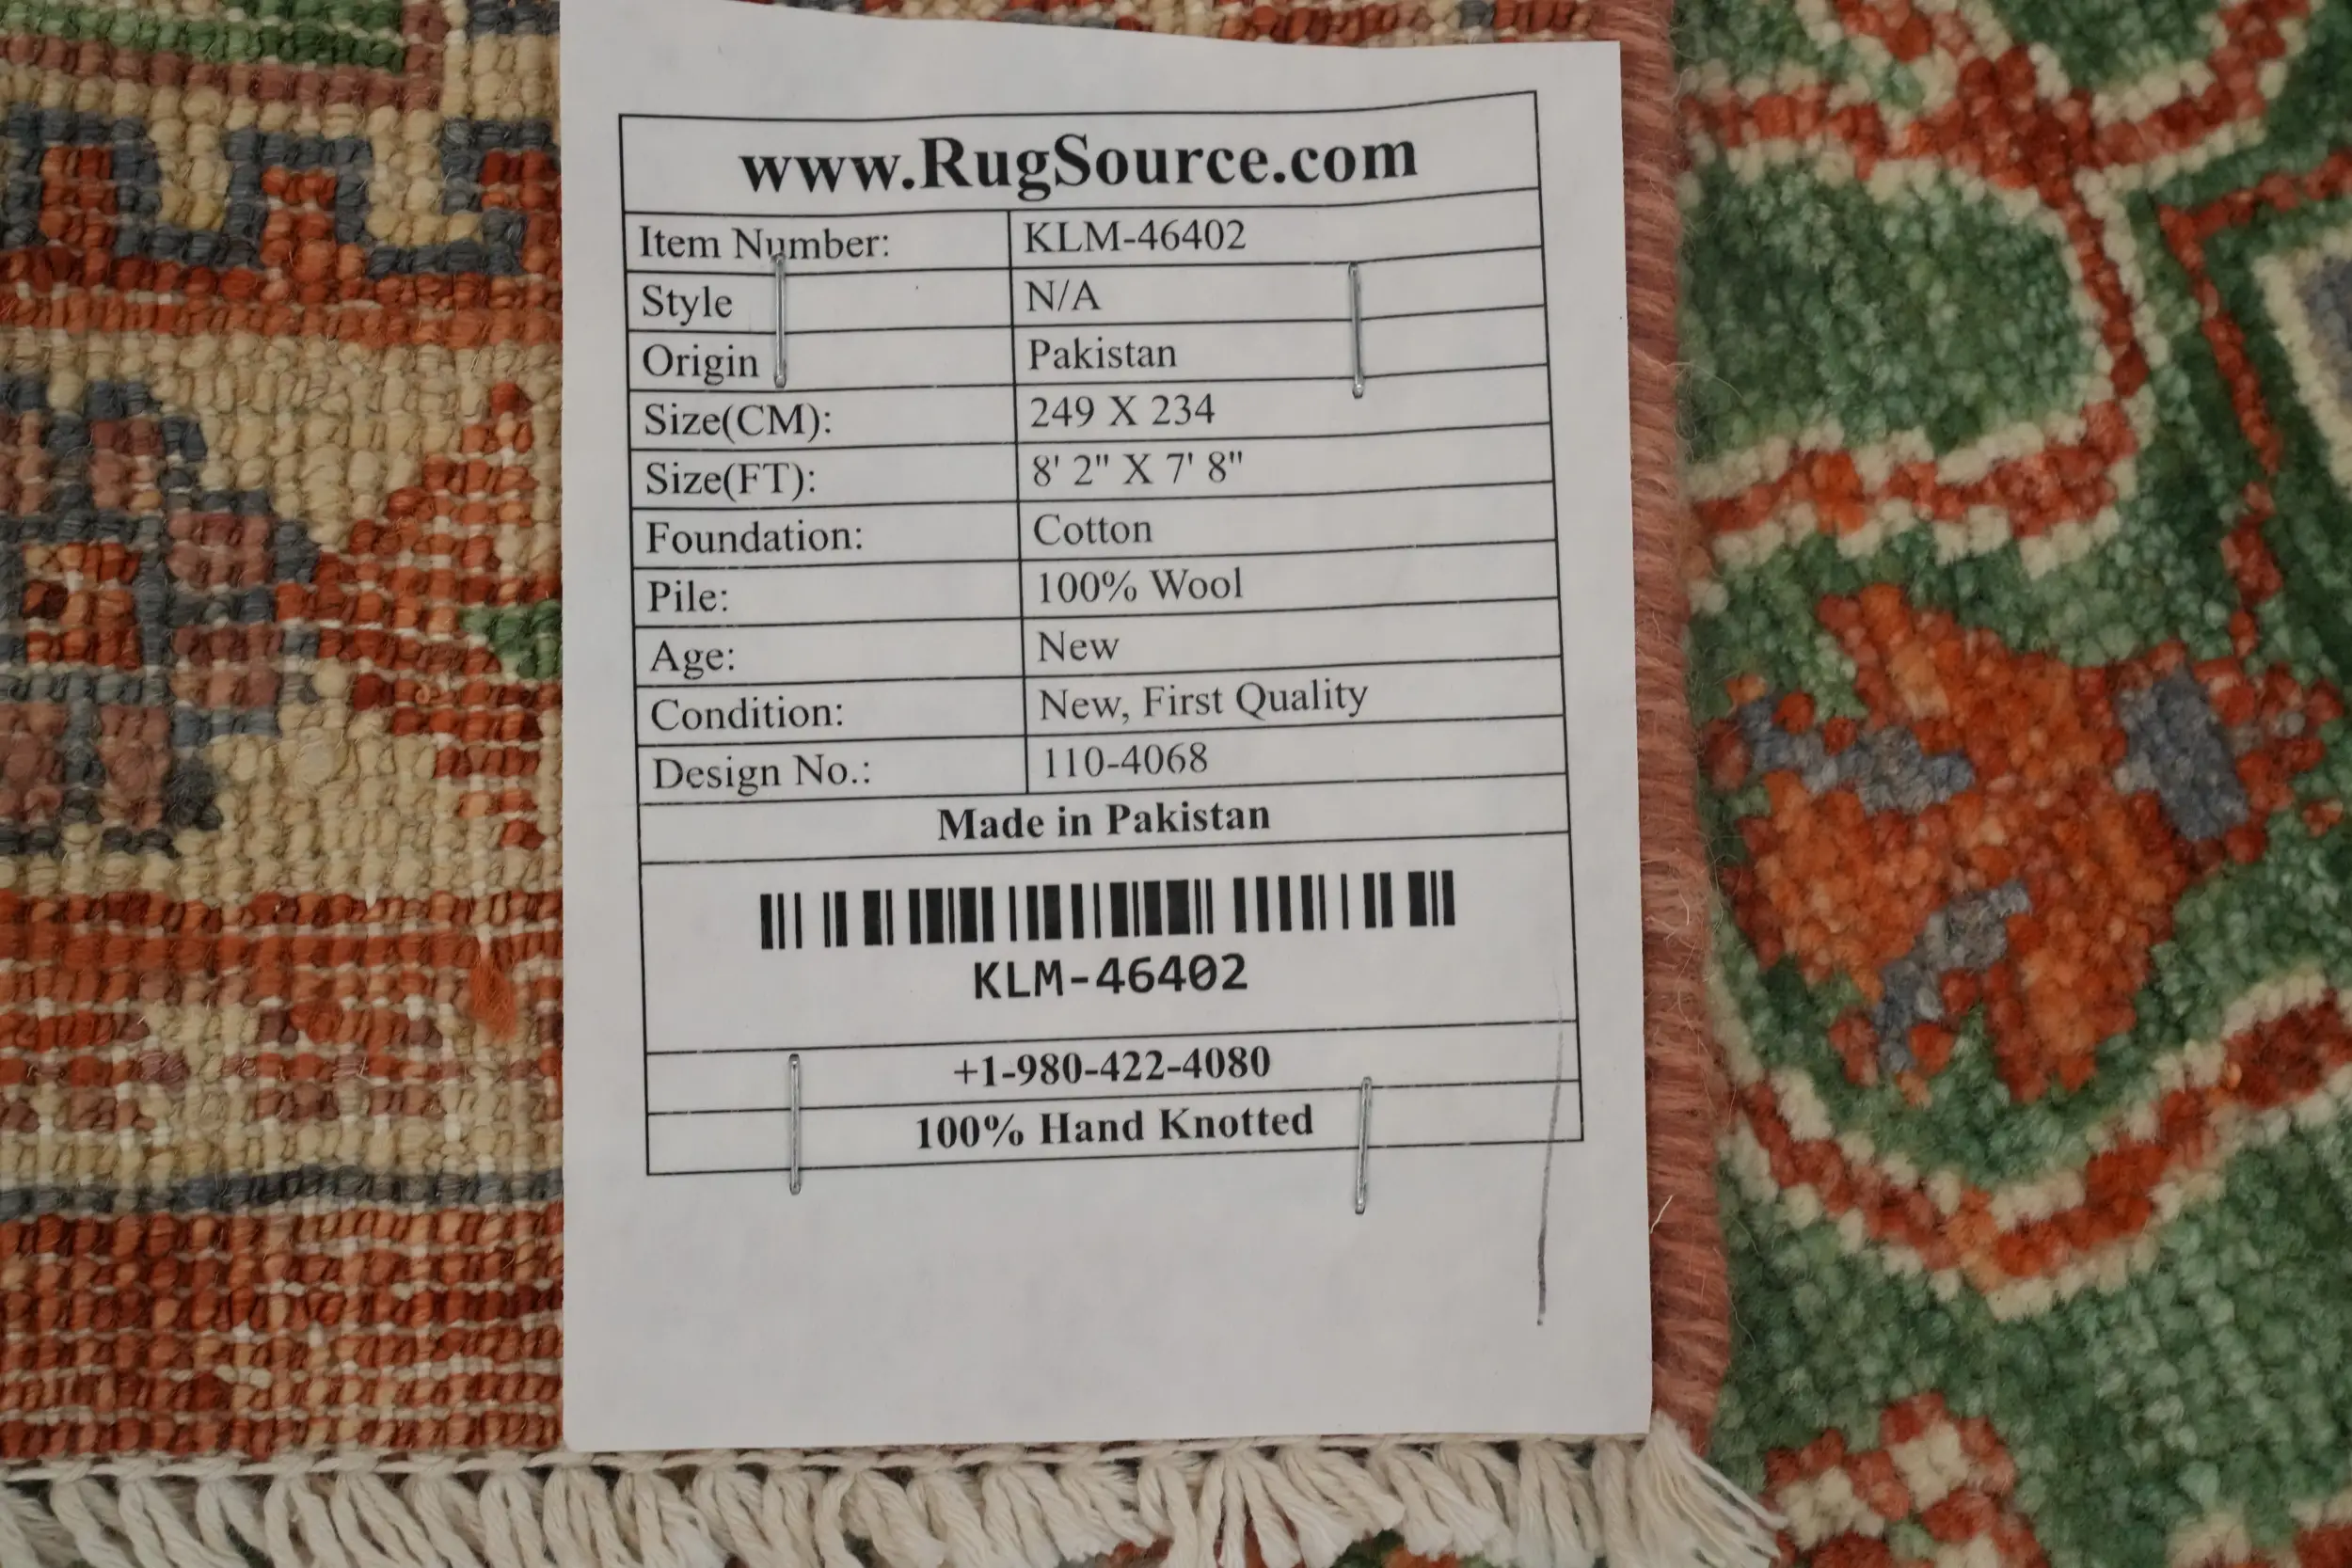 www.RugSource.com
Item Number: KLM-46402
Style N/A
Origin Pakistan
Size(CM): 249 X 234
Size(FT): 8' 2" X 7' 8"
Foundation: Cotton
Pile: 100% Wool
Age: New
Condition: New, First Quality
Design No.: 110-4068
Made in Pakistan
KLM-46402
+1-980-422-4080
100% Hand Knotted